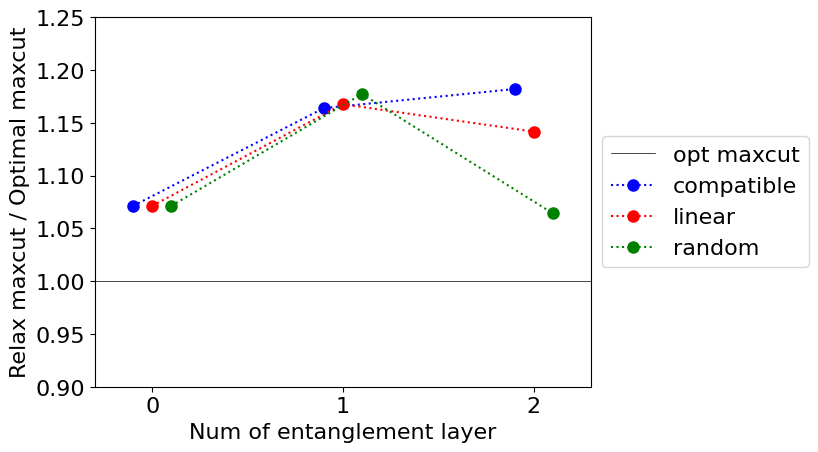 Relax maxcut / Optimal maxcut
1.25
1.20
1.15
1.10
1.05
1.00
0.95
0.90
0
1
2
Num of entanglement layer
opt maxcut
compatible
linear
random